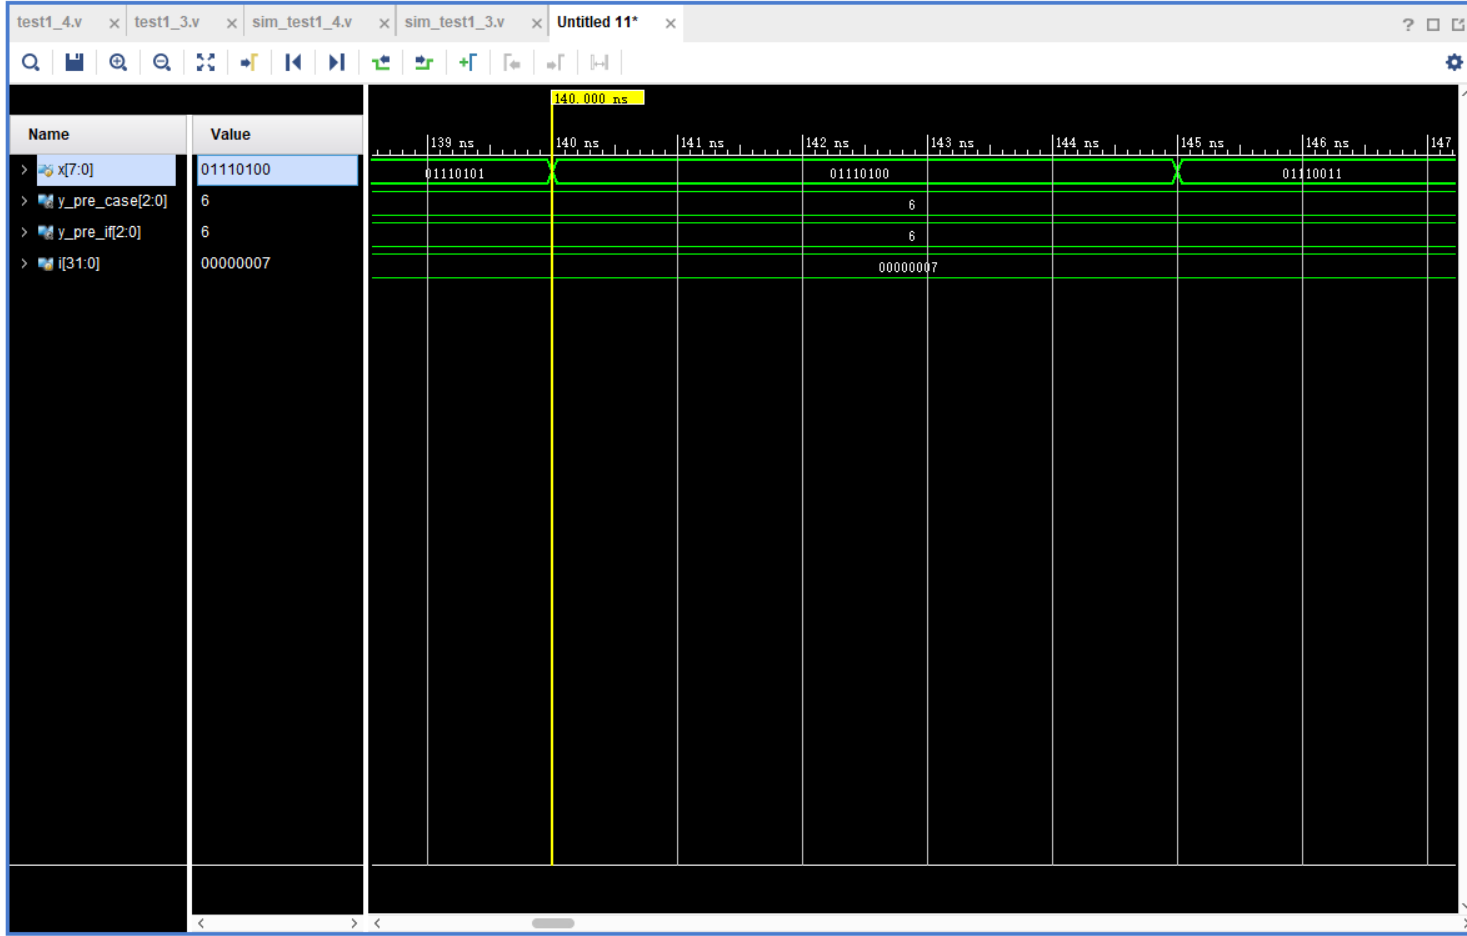 test1_4.v × test1_3.v × sim_test1_4.v × sim_test1_3.v × Untitled 11* × ?
140.000 ns
Name Value
139 ns 140 ns 141 ns 142 ns 143 ns 144 ns 145 ns 146 ns 147
> x[7:0] 01110100 01110101 01110100 01110011
> y_pre_case[2:0] 6 6
> y_pre_if[2:0] 6 6
> i[31:0] 00000007 00000007